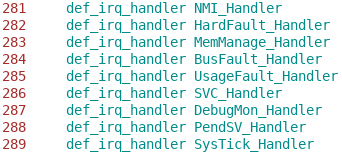 281 def_irq_handler NMI_Handler
282 def_irq_handler HardFault_Handler
283 def_irq_handler MemManage_Handler
284 def_irq_handler BusFault_Handler
285 def_irq_handler UsageFault_Handler
286 def_irq_handler SVC_Handler
287 def_irq_handler DebugMon_Handler
288 def_irq_handler PendSV_Handler
289 def_irq_handler SysTick_Handler